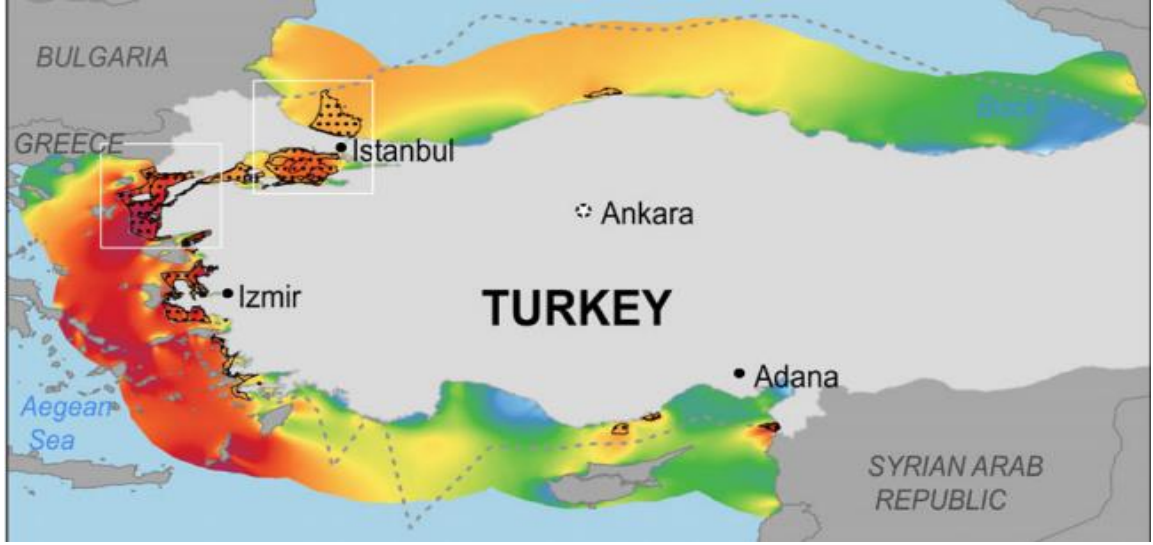 BULGARIA
GREECE
Istanbul
Ankara
Izmir
TURKEY
Adana
Aegean
Sea
SYRIAN ARAB
REPUBLIC